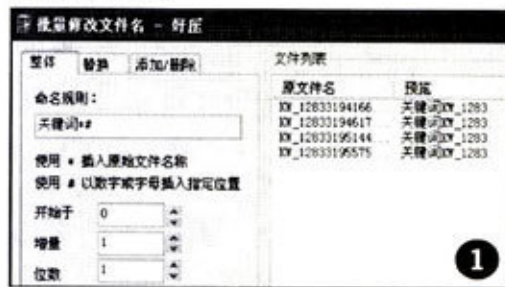 批量修改文件名 - 好压
整体 替换 添加/删除
命名规则：
关键词*#
使用 * 插入原始文件名称
使用 # 以数字或字母插入指定位置
开始于 0
增量 1
位数 1
文件列表
原文件名 预览
KW_12833194166 关键词KW_1283
KW_12833194617 关键词KW_1283
KW_12833195144 关键词KW_1283
KW_12833195575 关键词KW_1283
1